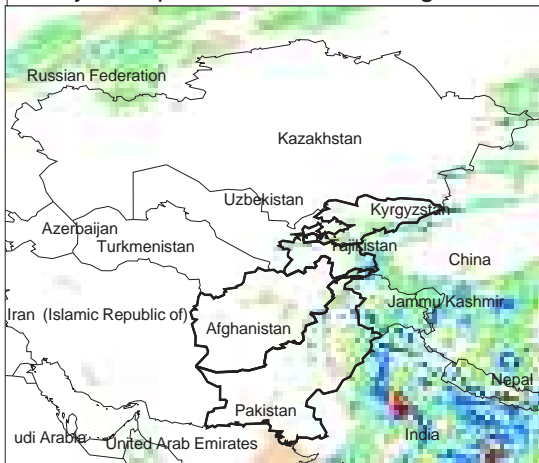 Russian Federation
Kazakhstan
Uzbekistan
Kyrgyzstan
Azerbaijan
Turkmenistan
Tajikistan
China
Iran (Islamic Republic of)
Jammu/Kashmir
Afghanistan
Nepal
Pakistan
India
udi Arabia
United Arab Emirates